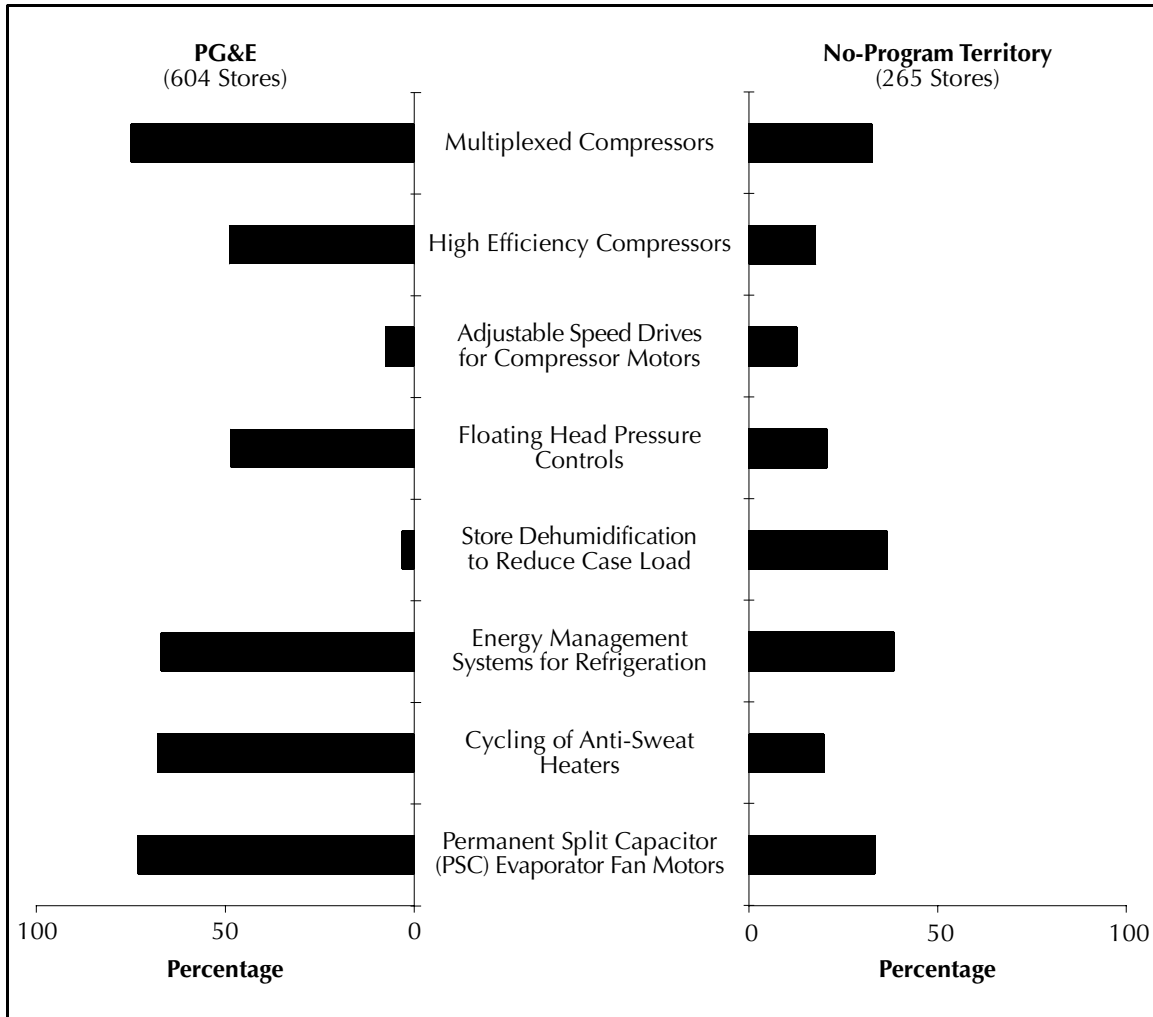 PG&E
(604 Stores)
No-Program Territory
(265 Stores)
Multiplexed Compressors
High Efficiency Compressors
Adjustable Speed Drives
for Compressor Motors
Floating Head Pressure
Controls
Store Dehumidification
to Reduce Case Load
Energy Management
Systems for Refrigeration
Cycling of Anti-Sweat
Heaters
Permanent Split Capacitor
(PSC) Evaporator Fan Motors
100 50 0
0 50 100
Percentage
Percentage